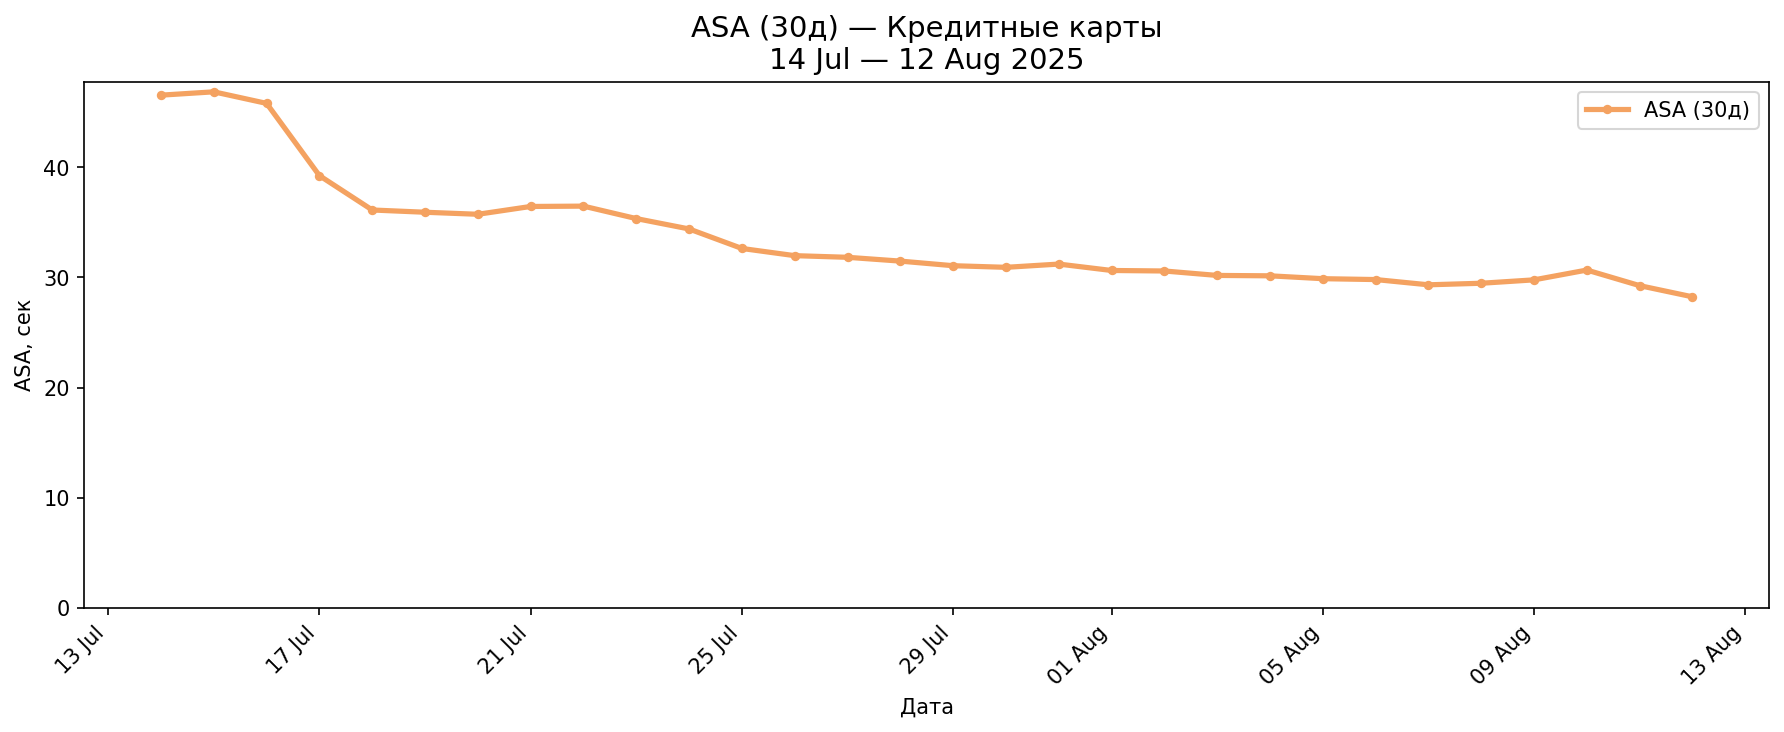 ASA (30д) — Кредитные карты
14 Jul — 12 Aug 2025
ASA (30д)
ASA, сек
40
30
20
10
0
13 Jul
17 Jul
21 Jul
25 Jul
29 Jul
01 Aug
05 Aug
09 Aug
13 Aug
Дата